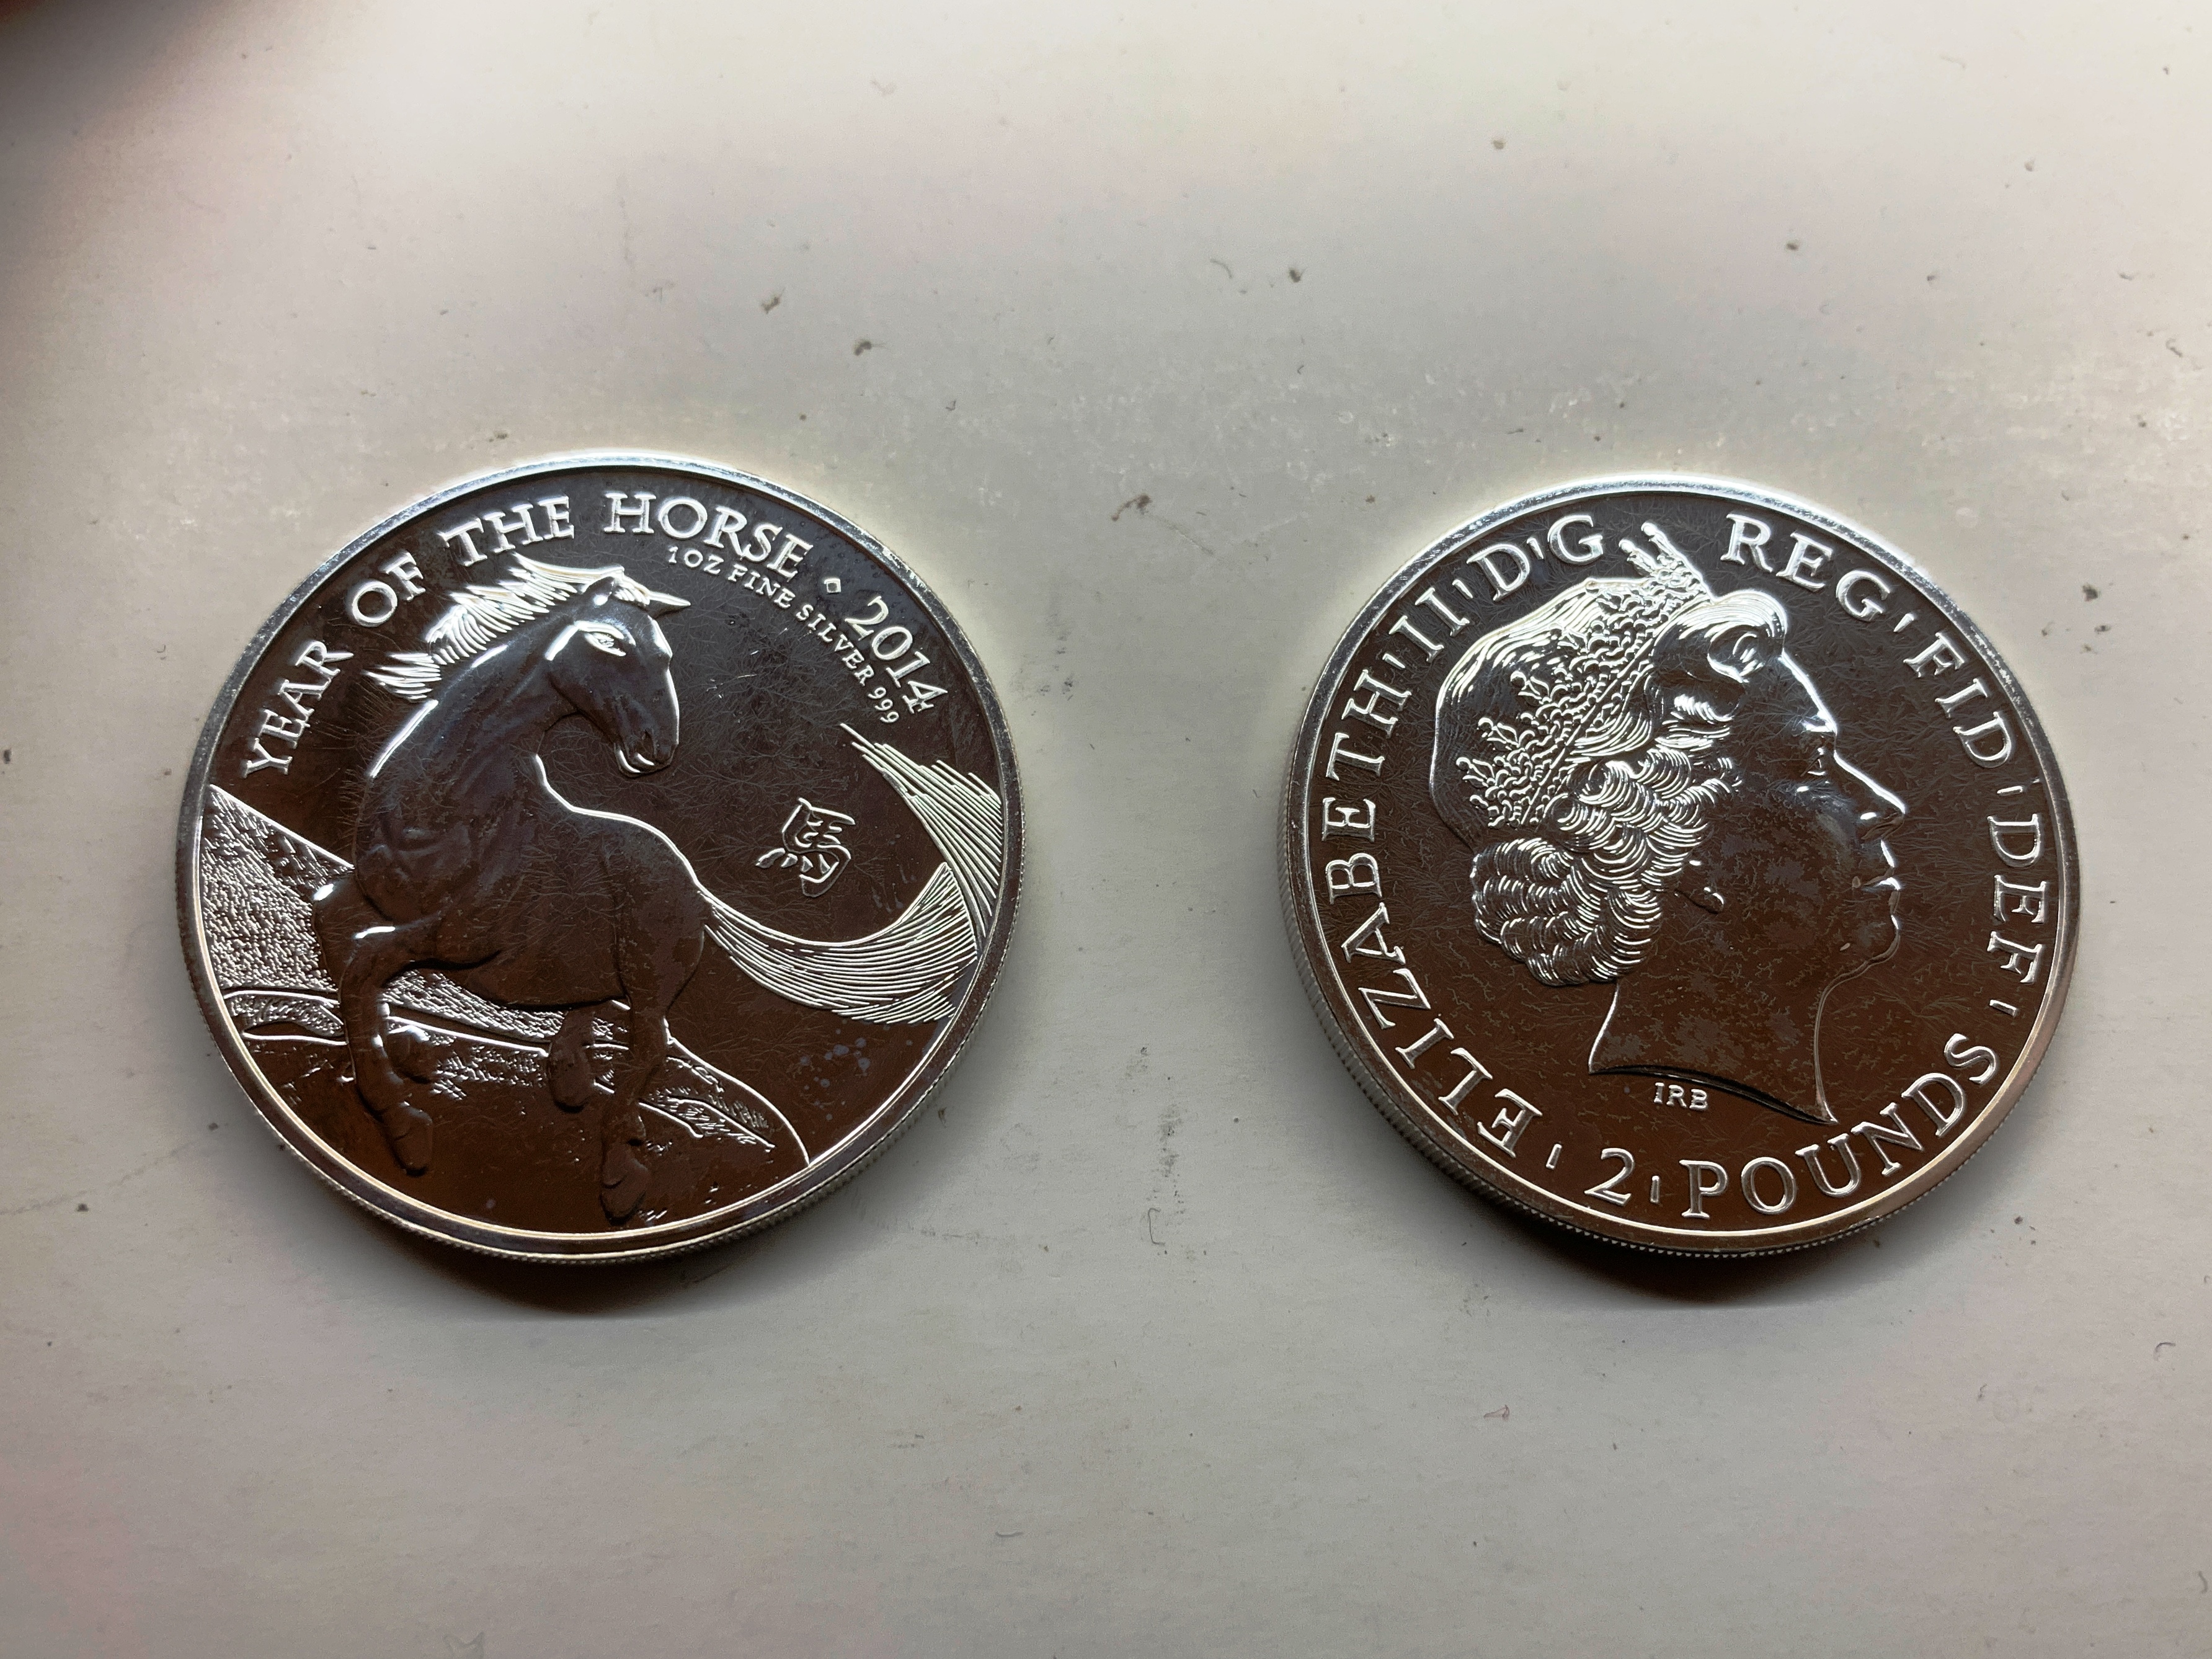 YEAR OF THE HORSE · 2014
1OZ FINE SILVER 999
馬
ELIZABETH·II·D·G REG·FID·DEF·
2·POUNDS
IRB